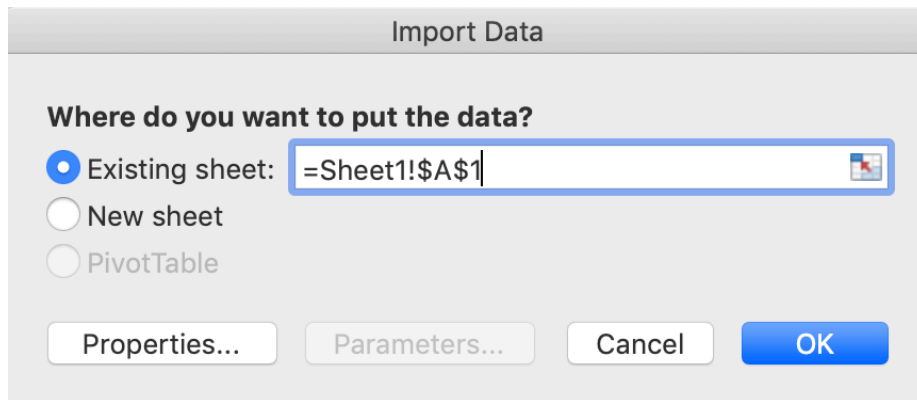 Import Data
Where do you want to put the data?
Existing sheet: =Sheet1!$A$1
New sheet
PivotTable
Properties... Parameters... Cancel OK